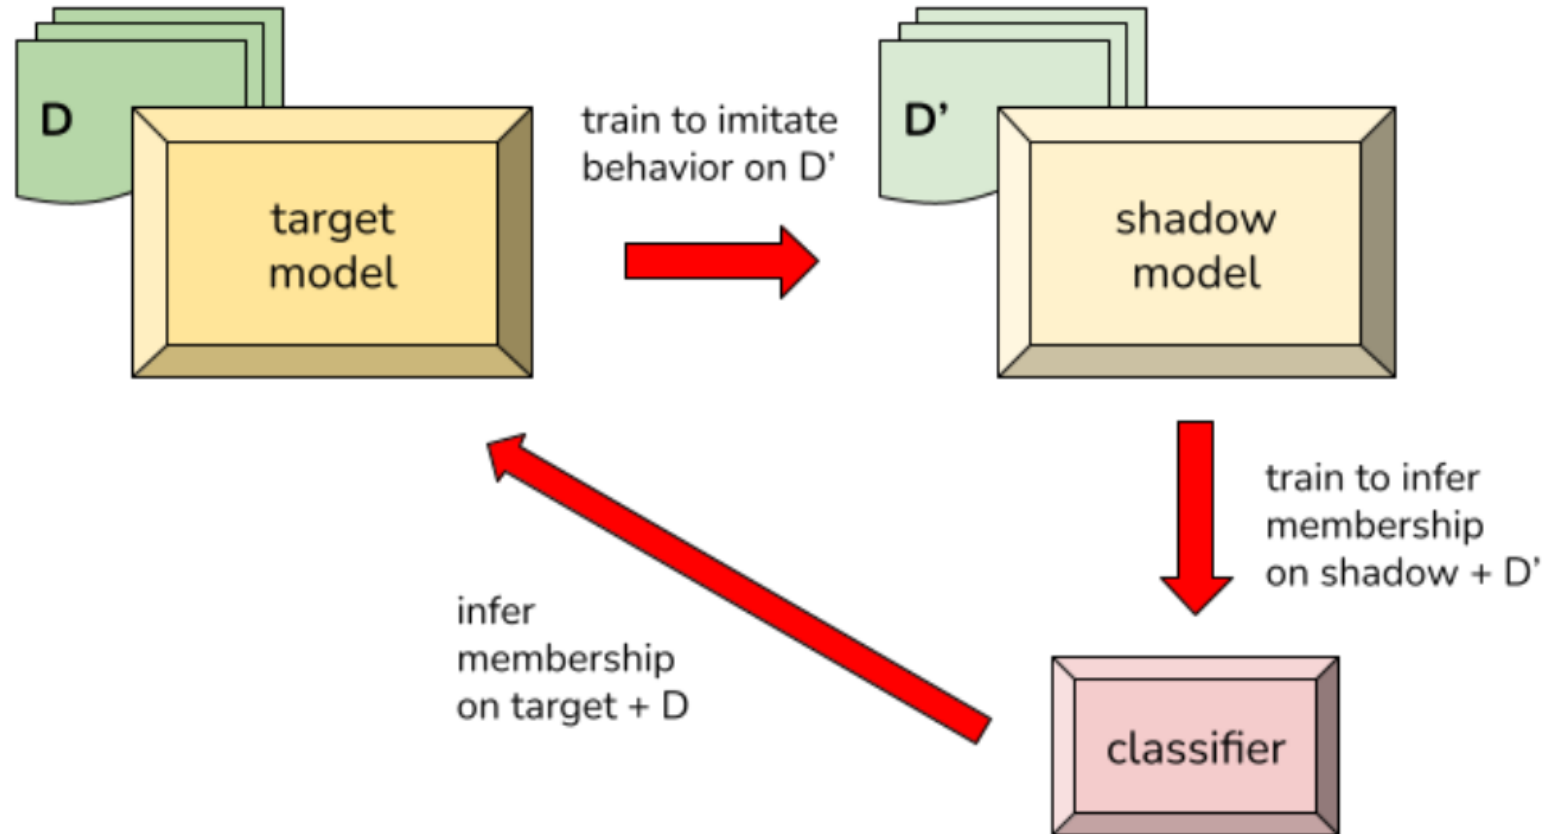 D
target
model
train to imitate
behavior on D’
D’
shadow
model
train to infer
membership
on shadow + D’
infer
membership
on target + D
classifier